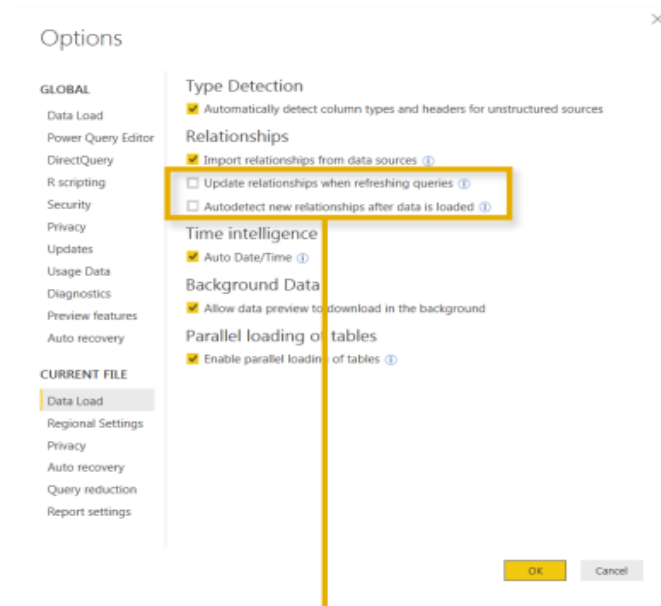 Options
GLOBAL
Data Load
Power Query Editor
DirectQuery
R scripting
Security
Privacy
Updates
Usage Data
Diagnostics
Preview features
Auto recovery
CURRENT FILE
Data Load
Regional Settings
Privacy
Auto recovery
Query reduction
Report settings
Type Detection
Automatically detect column types and headers for unstructured sources
Relationships
Import relationships from data sources
Update relationships when refreshing queries
Autodetect new relationships after data is loaded
Time intelligence
Auto Date/Time
Background Data
Allow data preview to download in the background
Parallel loading of tables
Enable parallel loading of tables
OK Cancel